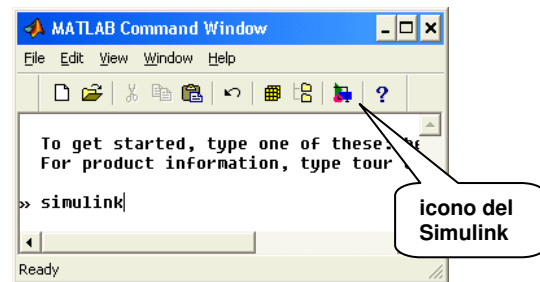 MATLAB Command Window
File Edit View Window Help
?
To get started, type one of these: he
For product information, type tour
» simulink
icono del
Simulink
Ready